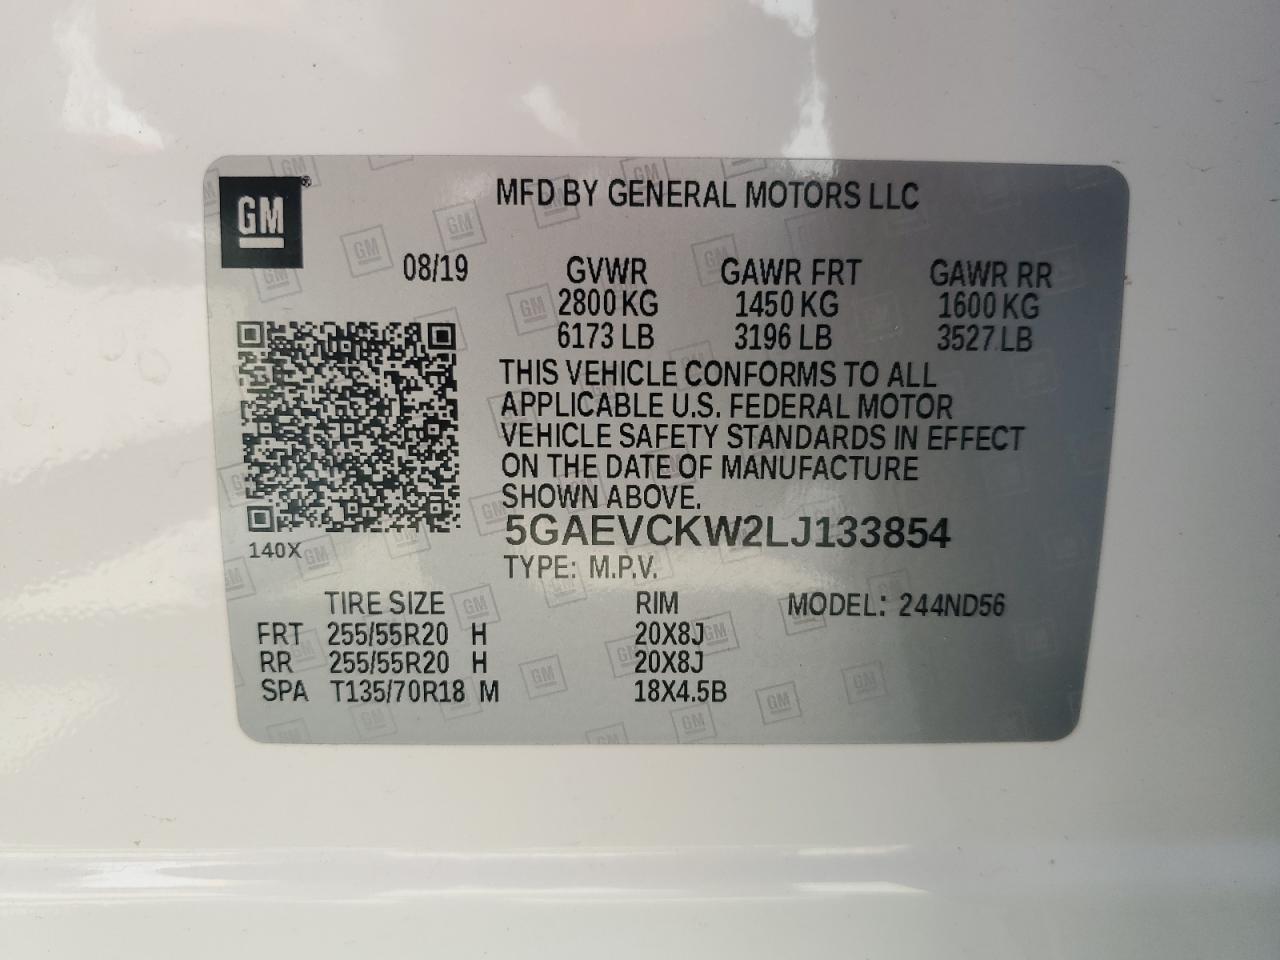 GM®
MFD BY GENERAL MOTORS LLC
08/19 GVWR GAWR FRT GAWR RR
2800 KG 1450 KG 1600 KG
6173 LB 3196 LB 3527 LB
THIS VEHICLE CONFORMS TO ALL
APPLICABLE U.S. FEDERAL MOTOR
VEHICLE SAFETY STANDARDS IN EFFECT
ON THE DATE OF MANUFACTURE
SHOWN ABOVE.
5GAEVCKW2LJ133854
140X
TYPE: M.P.V.
TIRE SIZE RIM MODEL: 244ND56
FRT 255/55R20 H 20X8J
RR 255/55R20 H 20X8J
SPA T135/70R18 M 18X4.5B